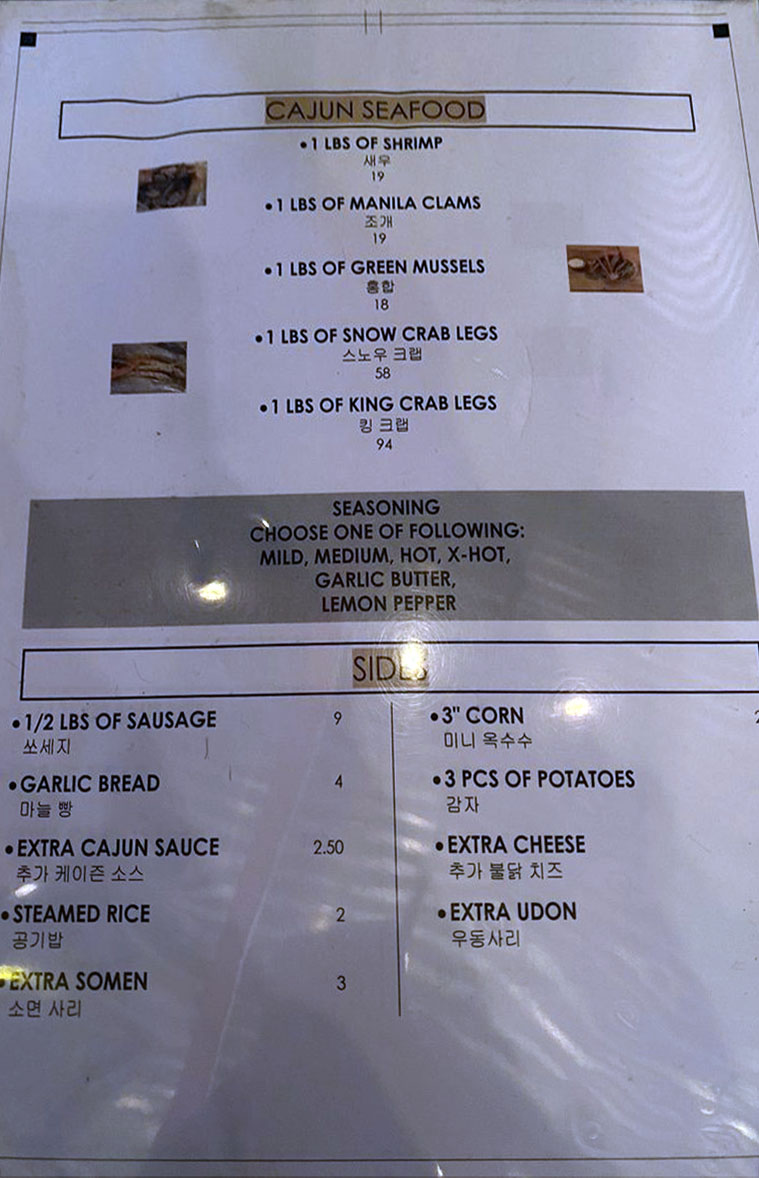 CAJUN SEAFOOD
•1 LBS OF SHRIMP
새우
19
•1 LBS OF MANILA CLAMS
조개
19
•1 LBS OF GREEN MUSSELS
홍합
18
•1 LBS OF SNOW CRAB LEGS
스노우 크랩
58
•1 LBS OF KING CRAB LEGS
킹 크랩
94
SEASONING
CHOOSE ONE OF FOLLOWING:
MILD, MEDIUM, HOT, X-HOT,
GARLIC BUTTER,
LEMON PEPPER
SIDES
•1/2 LBS OF SAUSAGE 9
쏘세지
•GARLIC BREAD 4
마늘 빵
•EXTRA CAJUN SAUCE 2.50
추가 케이준 소스
•STEAMED RICE 2
공기밥
•EXTRA SOMEN 3
소면 사리
•3" CORN
미니 옥수수
•3 PCS OF POTATOES
감자
•EXTRA CHEESE
추가 불닭 치즈
•EXTRA UDON
우동사리